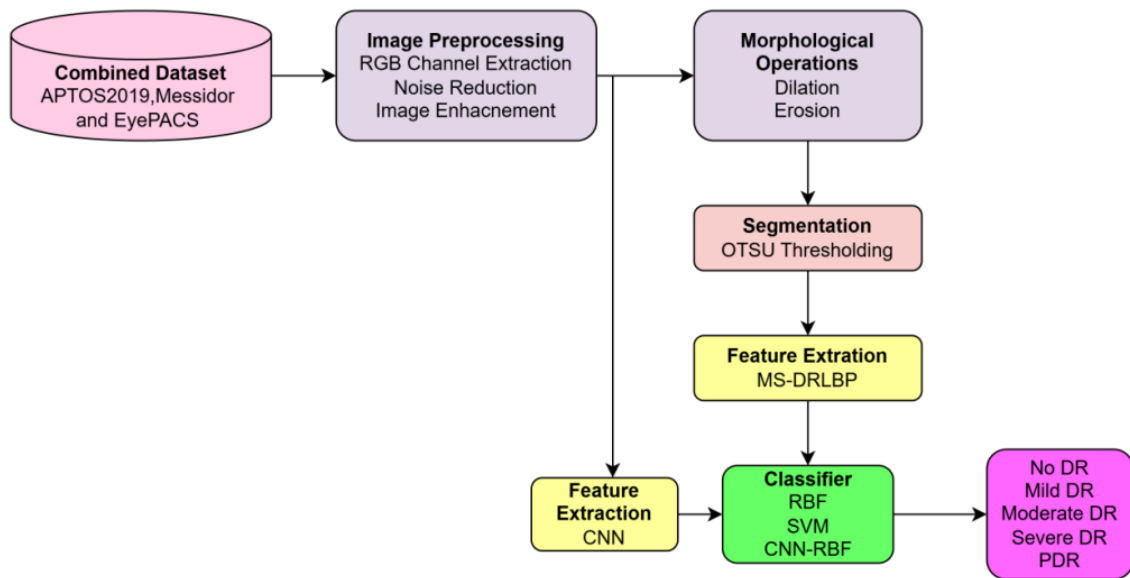 Combined Dataset
APTOS2019,Messidor
and EyePACS
Image Preprocessing
RGB Channel Extraction
Noise Reduction
Image Enhacnement
Morphological
Operations
Dilation
Erosion
Segmentation
OTSU Thresholding
Feature Extration
MS-DRLBP
Feature
Extraction
CNN
Classifier
RBF
SVM
CNN-RBF
No DR
Mild DR
Moderate DR
Severe DR
PDR